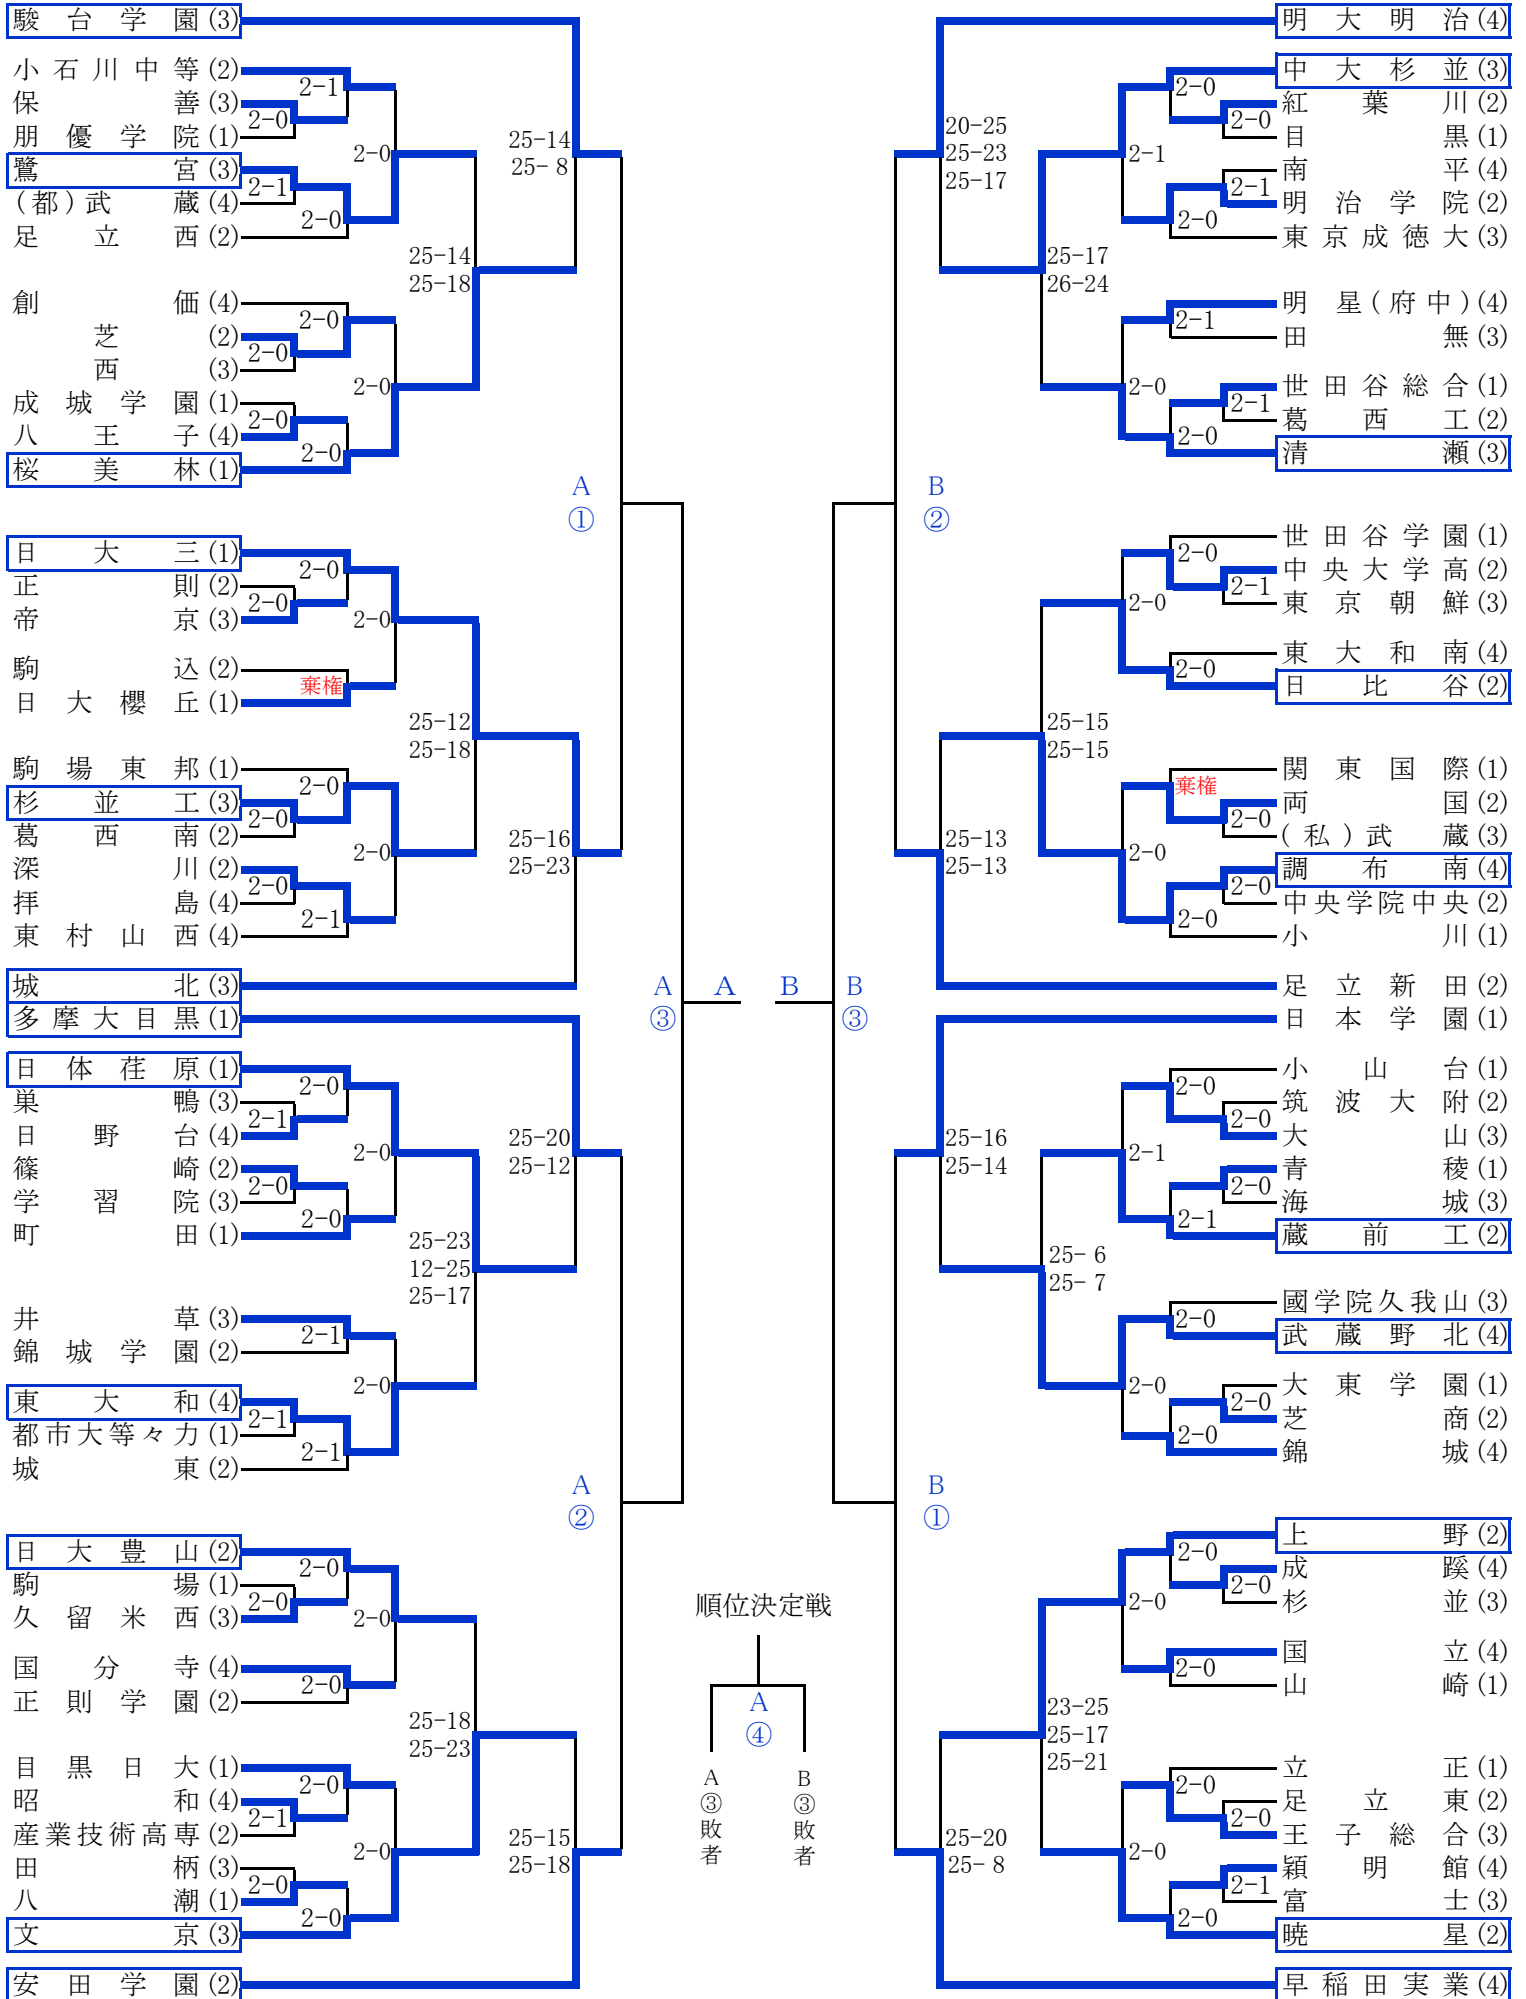 駿台学園(3)
小石川中等(2)
2-1
保善(3)
2-0
朋優学院(1)
2-0
鷺宮(3)
2-1
(都)武蔵(4)
2-0
足立西(2)
25-14
25- 8
25-14
25-18
創価(4)
2-0
芝(2)
2-0
西(3)
2-0
成城学園(1)
2-0
八王子(4)
2-0
桜美林(1)
A
①
日大三(1)
2-0
正則(2)
2-0
帝京(3)
2-0
駒込(2)
棄権
日大櫻丘(1)
25-12
25-18
駒場東邦(1)
2-0
杉並工(3)
2-0
葛西南(2)
2-0
深川(2)
2-0
拝島(4)
2-1
東村山西(4)
25-16
25-23
城北(3)
A
③
A
多摩大目黒(1)
日体荏原(1)
2-0
巣鴨(3)
2-1
日野台(4)
2-0
篠崎(2)
2-0
学習院(3)
2-0
町田(1)
25-20
25-12
25-23
12-25
25-17
井草(3)
2-1
錦城学園(2)
2-0
東大和(4)
2-1
都市大等々力(1)
2-1
城東(2)
A
②
日大豊山(2)
2-0
駒場(1)
2-0
久留米西(3)
2-0
国分寺(4)
2-0
正則学園(2)
25-18
25-23
目黒日大(1)
2-0
昭和(4)
2-1
産業技術高専(2)
2-0
田柄(3)
2-0
八潮(1)
2-0
文京(3)
25-15
25-18
安田学園(2)
順位決定戦
A
④
A③敗者
B③敗者
明大明治(4)
中大杉並(3)
2-0
紅葉川(2)
2-0
目黒(1)
2-1
南平(4)
2-1
明治学院(2)
2-0
東京成徳大(3)
20-25
25-23
25-17
25-17
26-24
明星(府中)(4)
2-1
田無(3)
2-0
世田谷総合(1)
2-1
葛西工(2)
2-0
清瀬(3)
B
②
世田谷学園(1)
2-0
中央大学高(2)
2-1
東京朝鮮(3)
2-0
東大和南(4)
2-0
日比谷(2)
25-15
25-15
関東国際(1)
棄権
両国(2)
2-0
(私)武蔵(3)
2-0
調布南(4)
2-0
中央学院中央(2)
2-0
小川(1)
25-13
25-13
足立新田(2)
B
B
③
日本学園(1)
小山台(1)
2-0
筑波大附(2)
2-0
大山(3)
2-1
青稜(1)
2-0
海城(3)
2-1
蔵前工(2)
25-16
25-14
25- 6
25- 7
國学院久我山(3)
2-0
武蔵野北(4)
2-0
大東学園(1)
2-0
芝商(2)
2-0
錦城(4)
B
①
上野(2)
2-0
成蹊(4)
2-0
杉並(3)
2-0
国立(4)
2-0
山崎(1)
23-25
25-17
25-21
立正(1)
2-0
足立東(2)
2-0
王子総合(3)
2-0
穎明館(4)
2-1
富士(3)
2-0
暁星(2)
25-20
25- 8
早稲田実業(4)